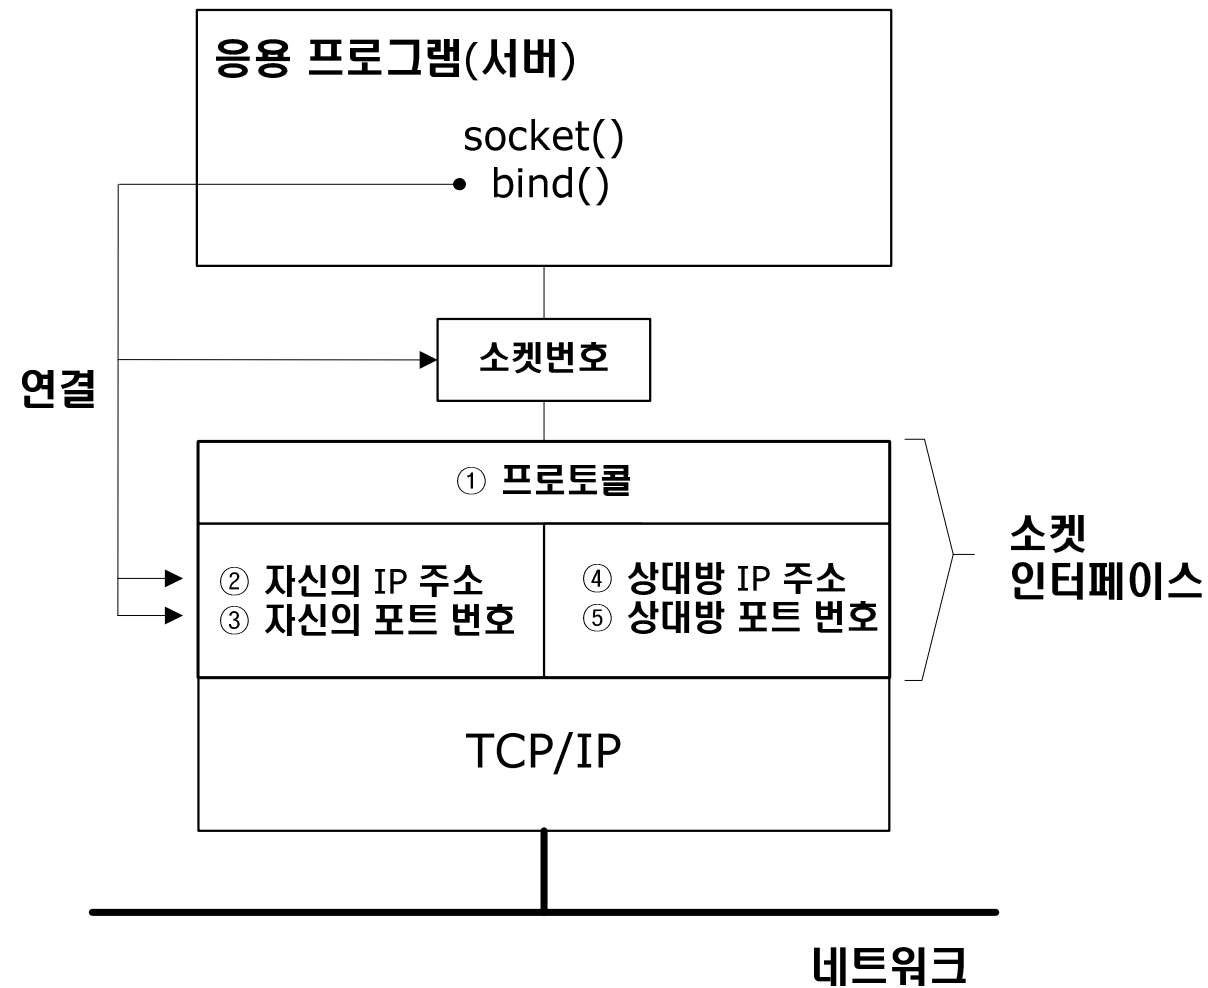 응용 프로그램(서버)
socket()
bind()
소켓번호
연결
① 프로토콜
② 자신의 IP 주소
③ 자신의 포트 번호
④ 상대방 IP 주소
⑤ 상대방 포트 번호
소켓
인터페이스
TCP/IP
네트워크